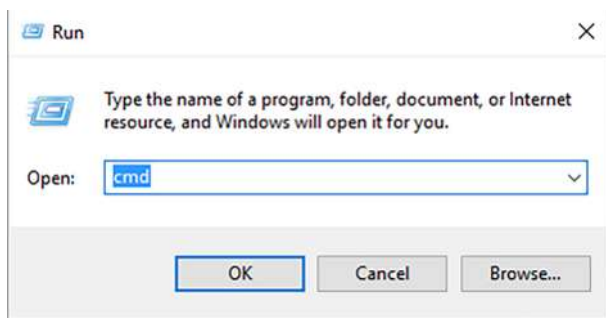 Run
Type the name of a program, folder, document, or Internet
resource, and Windows will open it for you.
Open: cmd
OK Cancel Browse...